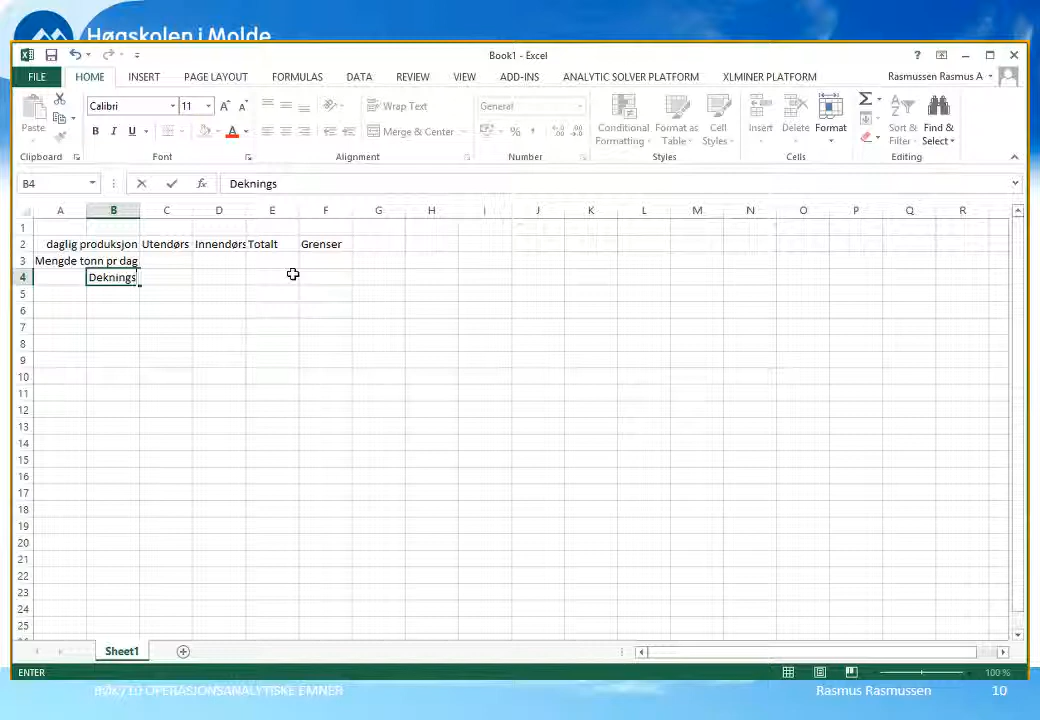 Høgskolen i Molde
Book1 - Excel
FILE HOME INSERT PAGE LAYOUT FORMULAS DATA REVIEW VIEW ADD-INS ANALYTIC SOLVER PLATFORM XLMINER PLATFORM Rasmussen Rasmus A
Paste Calibri 11 Wrap Text General
B I U Merge & Center % Conditional Formatting Format as Table Cell Styles Insert Delete Format Sort & Filter Find & Select
Clipboard Font Alignment Number Styles Cells Editing
B4 fx Deknings
A B C D E F G H I J K L M N O P Q R
1
2 daglig produksjon Utendørs Innendørs Totalt Grenser
3 Mengde tonn pr dag
4 Deknings
5
6
7
8
9
10
11
12
13
14
15
16
17
18
19
20
21
22
23
24
25
Sheet1
ENTER 100 %
BØK710 OPERASJONSANALYTISKE EMNER Rasmus Rasmussen 10